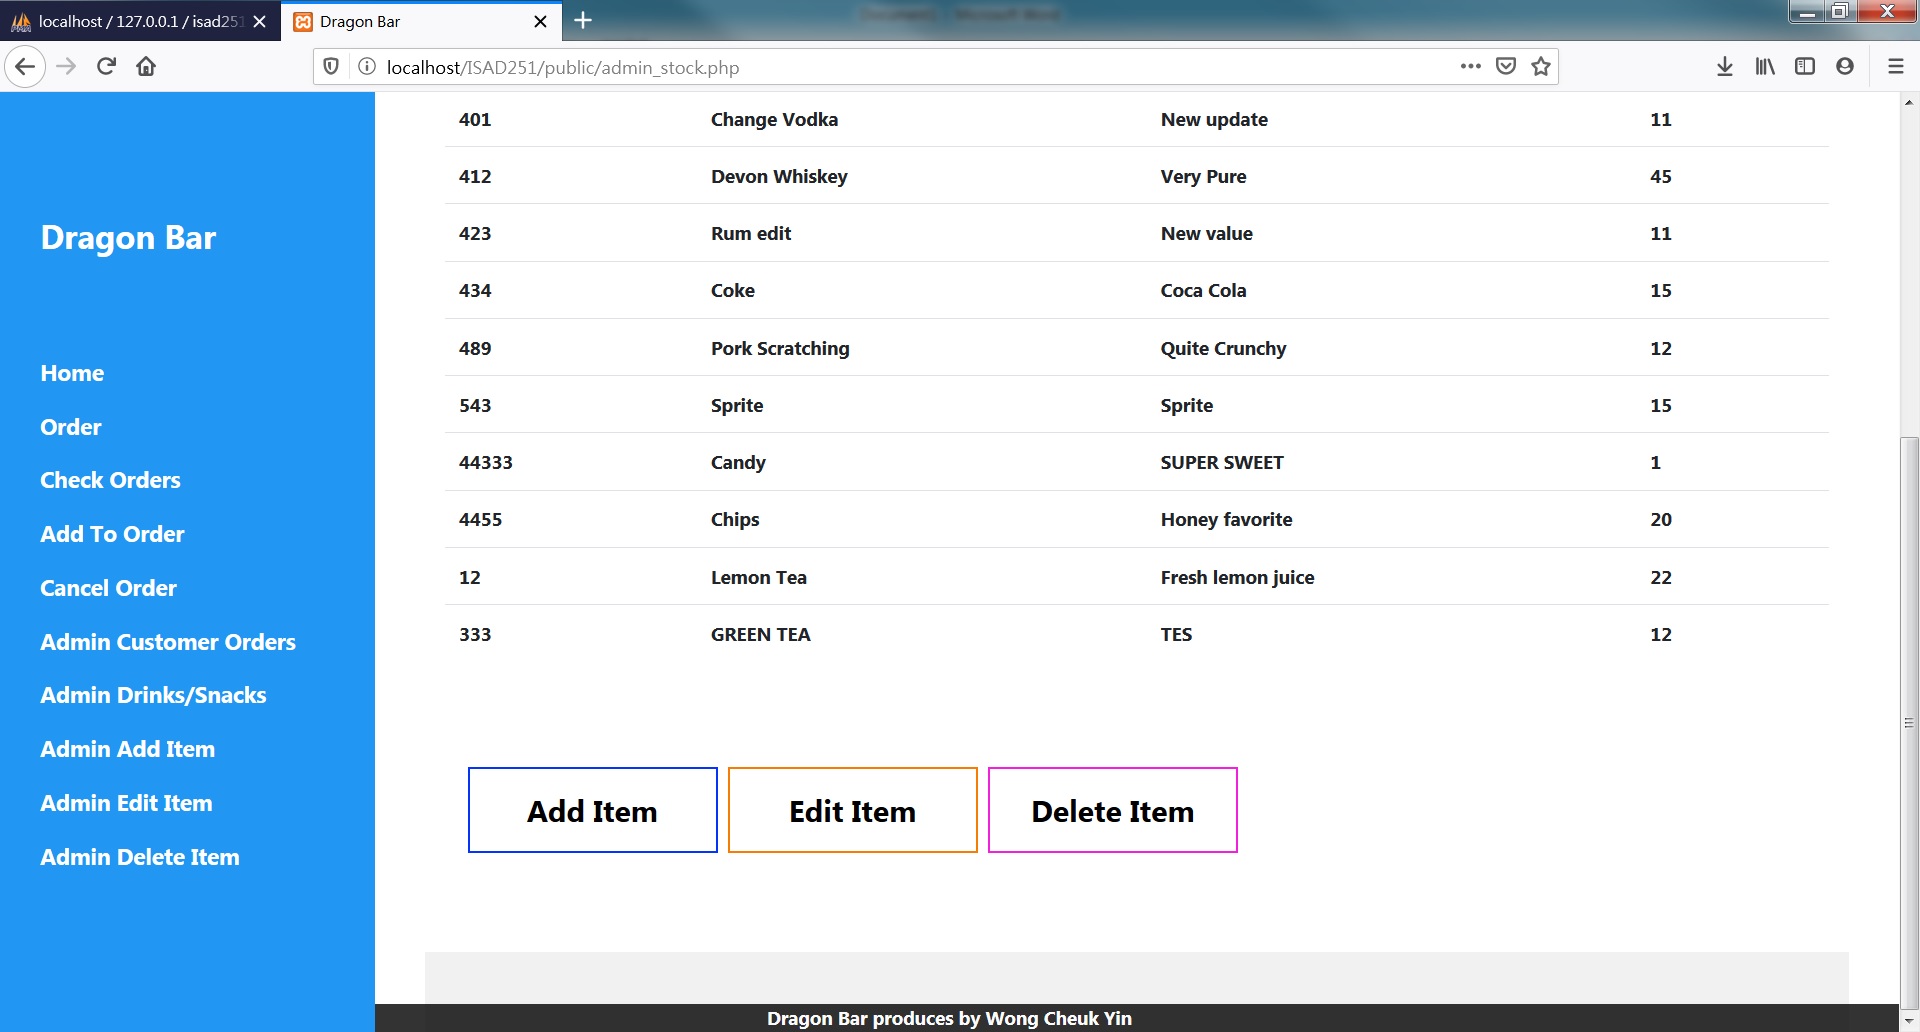 localhost / 127.0.0.1 / isad251
Dragon Bar
Document1 - Microsoft Word
localhost/ISAD251/public/admin_stock.php
Dragon Bar
Home
Order
Check Orders
Add To Order
Cancel Order
Admin Customer Orders
Admin Drinks/Snacks
Admin Add Item
Admin Edit Item
Admin Delete Item
401 Change Vodka New update 11
412 Devon Whiskey Very Pure 45
423 Rum edit New value 11
434 Coke Coca Cola 15
489 Pork Scratching Quite Crunchy 12
543 Sprite Sprite 15
44333 Candy SUPER SWEET 1
4455 Chips Honey favorite 20
12 Lemon Tea Fresh lemon juice 22
333 GREEN TEA TES 12
Add Item Edit Item Delete Item
Dragon Bar produces by Wong Cheuk Yin